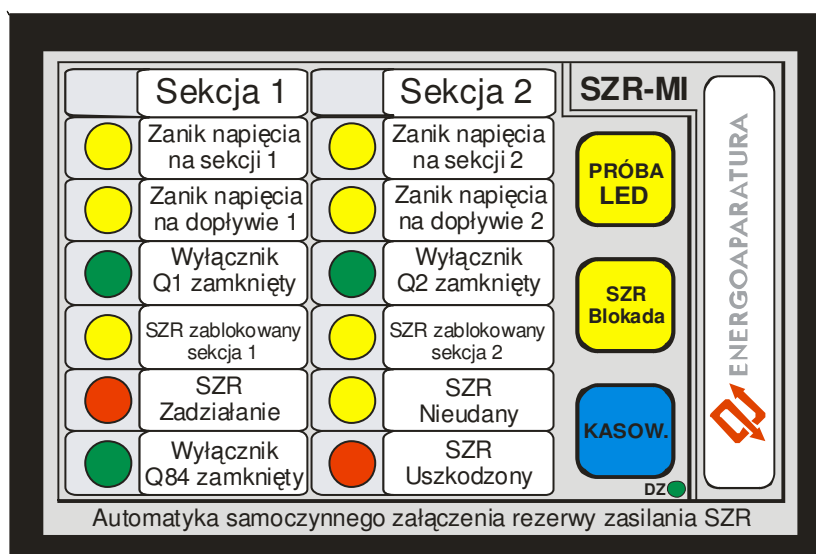 Sekcja 1
Sekcja 2
SZR-MI
Zanik napięcia
na sekcji 1
Zanik napięcia
na sekcji 2
PRÓBA
LED
Zanik napięcia
na dopływie 1
Zanik napięcia
na dopływie 2
Wyłącznik
Q1 zamknięty
Wyłącznik
Q2 zamknięty
SZR
Blokada
SZR zablokowany
sekcja 1
SZR zablokowany
sekcja 2
SZR
Zadziałanie
SZR
Nieudany
KASOW.
Wyłącznik
Q84 zamknięty
SZR
Uszkodzony
DZ
ENERGOAPARATURA
Automatyka samoczynnego załączenia rezerwy zasilania SZR